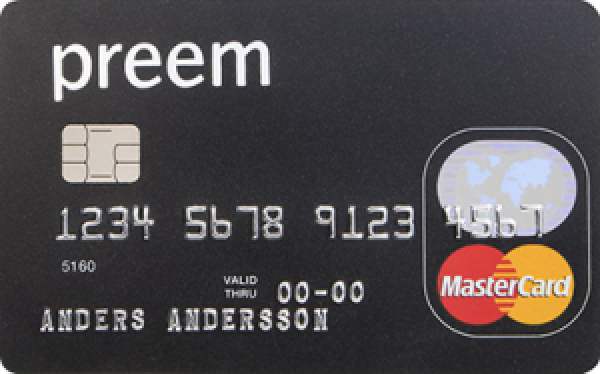 preem
1234 5678 9123 4567
5160
VALID
THRU 00-00
ANDERS ANDERSSON
MasterCard